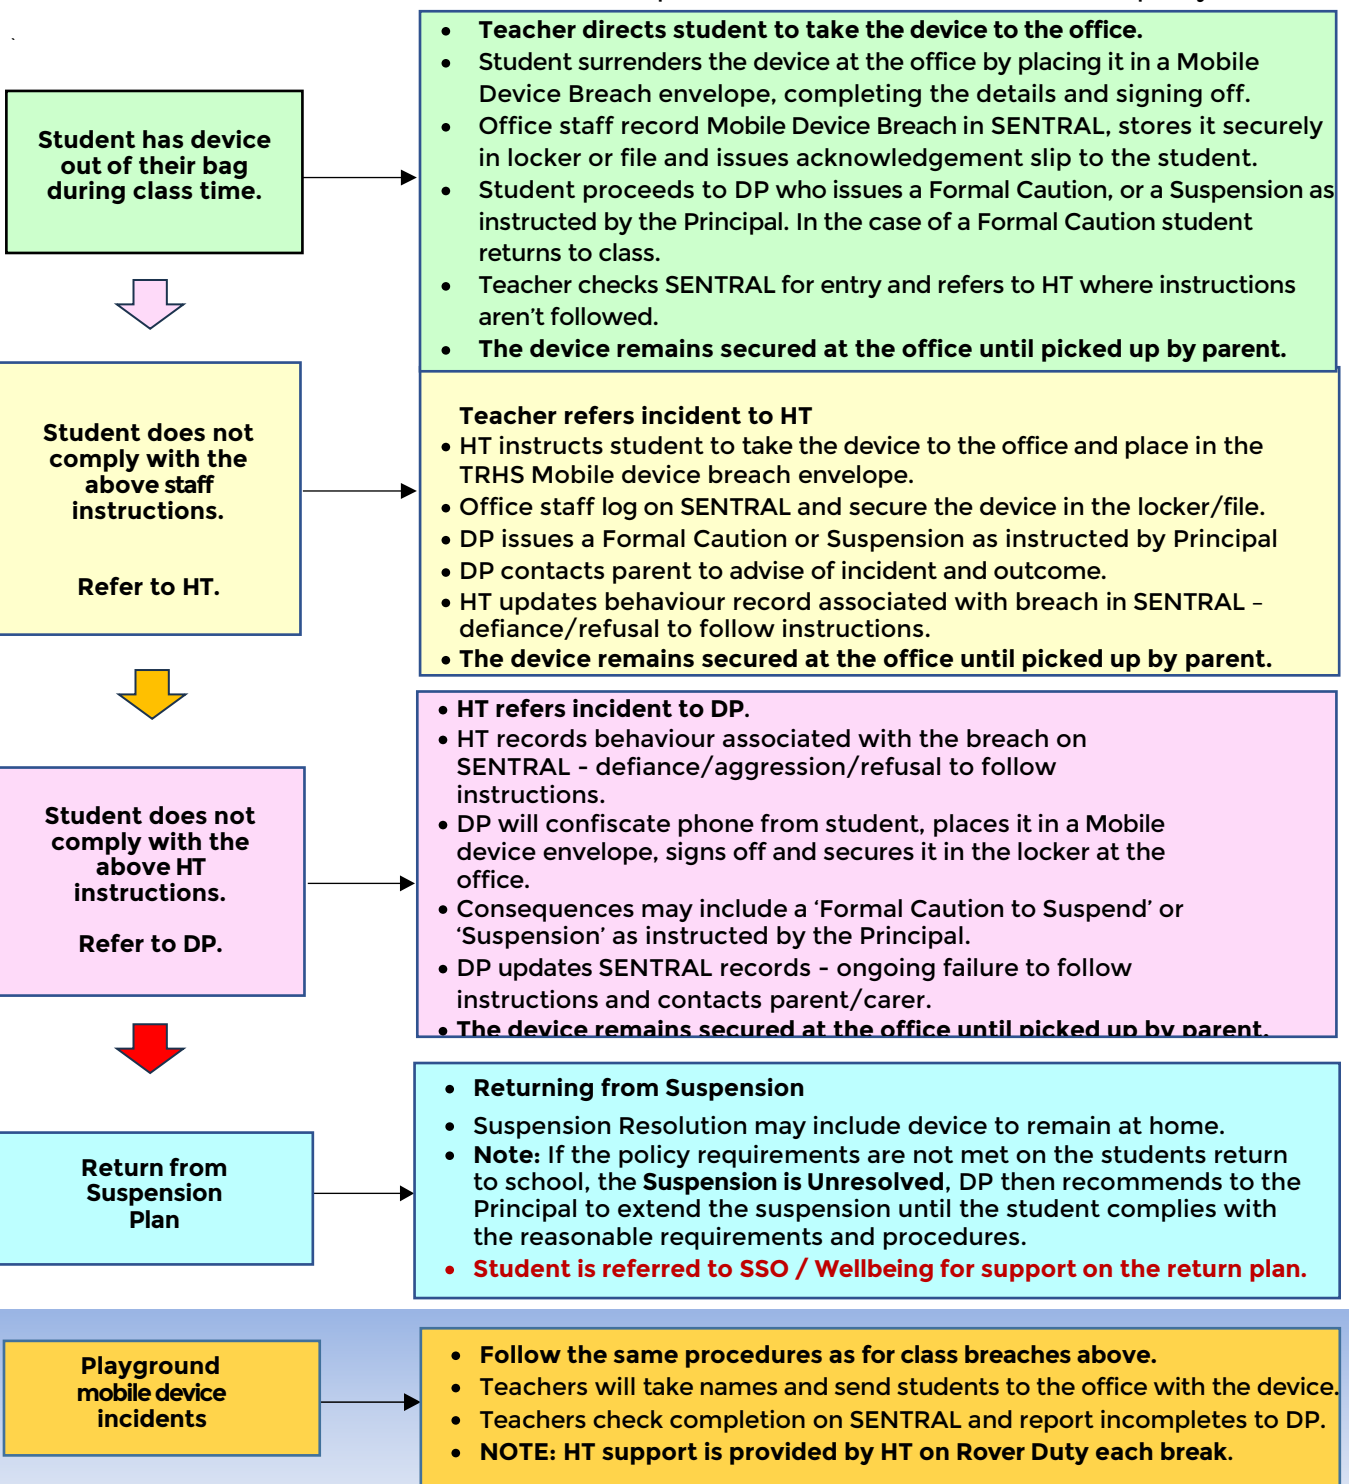 Student has device
out of their bag
during class time.
• Teacher directs student to take the device to the office.
• Student surrenders the device at the office by placing it in a Mobile
Device Breach envelope, completing the details and signing off.
• Office staff record Mobile Device Breach in SENTRAL, stores it securely
in locker or file and issues acknowledgement slip to the student.
• Student proceeds to DP who issues a Formal Caution, or a Suspension as
instructed by the Principal. In the case of a Formal Caution student
returns to class.
• Teacher checks SENTRAL for entry and refers to HT where instructions
aren’t followed.
• The device remains secured at the office until picked up by parent.
Student does not
comply with the
above staff
instructions.
Refer to HT.
Teacher refers incident to HT
• HT instructs student to take the device to the office and place in the
TRHS Mobile device breach envelope.
• Office staff log on SENTRAL and secure the device in the locker/file.
• DP issues a Formal Caution or Suspension as instructed by Principal
• DP contacts parent to advise of incident and outcome.
• HT updates behaviour record associated with breach in SENTRAL –
defiance/refusal to follow instructions.
• The device remains secured at the office until picked up by parent.
Student does not
comply with the
above HT
instructions.
Refer to DP.
• HT refers incident to DP.
• HT records behaviour associated with the breach on
SENTRAL - defiance/aggression/refusal to follow
instructions.
• DP will confiscate phone from student, places it in a Mobile
device envelope, signs off and secures it in the locker at the
office.
• Consequences may include a ‘Formal Caution to Suspend’ or
‘Suspension’ as instructed by the Principal.
• DP updates SENTRAL records - ongoing failure to follow
instructions and contacts parent/carer.
• The device remains secured at the office until picked up by parent.
Return from
Suspension
Plan
• Returning from Suspension
• Suspension Resolution may include device to remain at home.
• Note: If the policy requirements are not met on the students return
to school, the Suspension is Unresolved, DP then recommends to the
Principal to extend the suspension until the student complies with
the reasonable requirements and procedures.
• Student is referred to SSO / Wellbeing for support on the return plan.
Playground
mobile device
incidents
• Follow the same procedures as for class breaches above.
• Teachers will take names and send students to the office with the device.
• Teachers check completion on SENTRAL and report incompletes to DP.
• NOTE: HT support is provided by HT on Rover Duty each break.